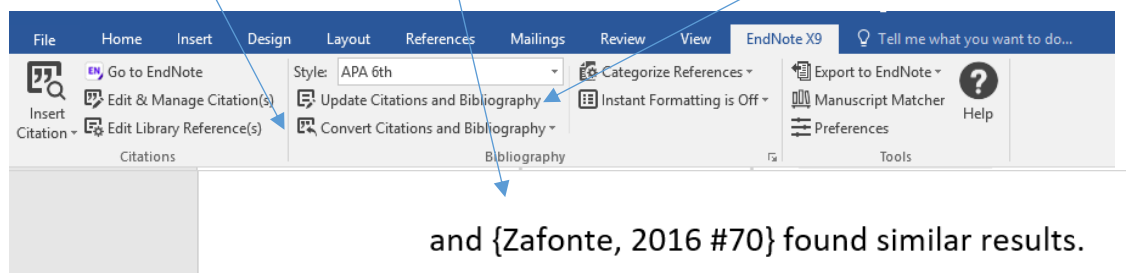 File Home Insert Design Layout References Mailings Review View EndNote X9 Tell me what you want to do...
Insert Citation
Go to EndNote
Edit & Manage Citation(s)
Edit Library Reference(s)
Citations
Style: APA 6th
Update Citations and Bibliography
Convert Citations and Bibliography
Bibliography
Categorize References
Instant Formatting is Off
Export to EndNote
Manuscript Matcher
Preferences
Help
Tools
and {Zafonte, 2016 #70} found similar results.